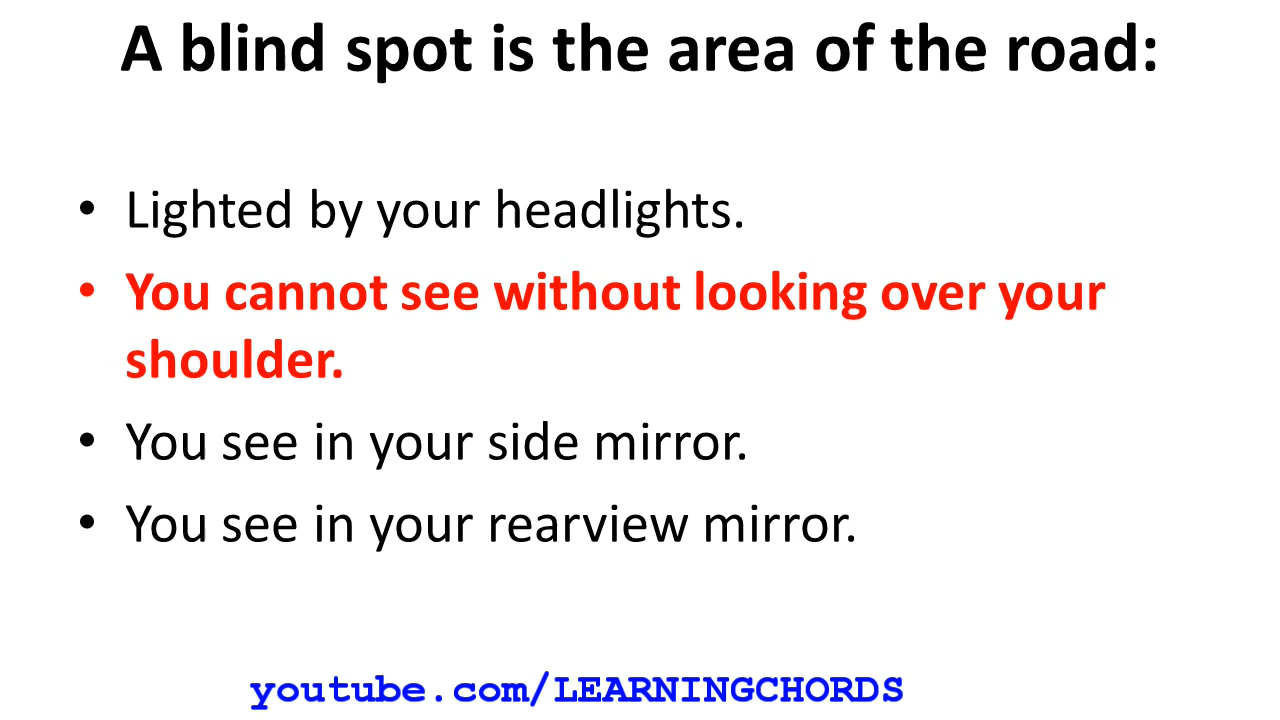 A blind spot is the area of the road:
• Lighted by your headlights.
• You cannot see without looking over your
shoulder.
• You see in your side mirror.
• You see in your rearview mirror.
youtube.com/LEARNINGCHORDS